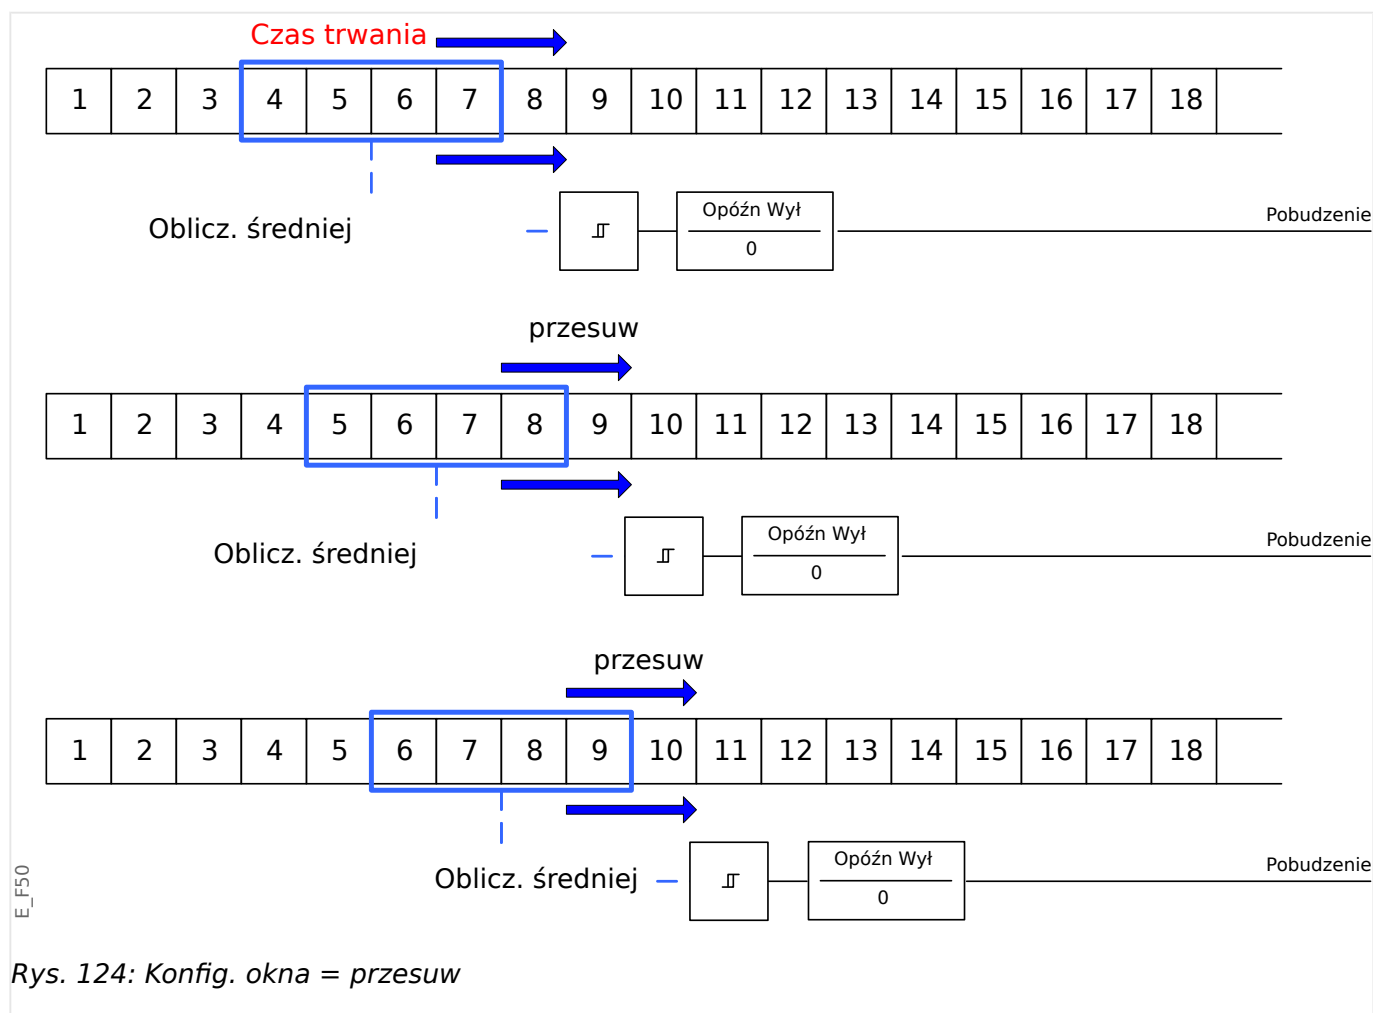 Czas trwania
1 2 3 4 5 6 7 8 9 10 11 12 13 14 15 16 17 18
Opóźn Wył
Pobudzenie
Oblicz. średniej
0
przesuw
1 2 3 4 5 6 7 8 9 10 11 12 13 14 15 16 17 18
Opóźn Wył
Pobudzenie
Oblicz. średniej
0
przesuw
1 2 3 4 5 6 7 8 9 10 11 12 13 14 15 16 17 18
Opóźn Wył
Pobudzenie
Oblicz. średniej
0
E_F50
Rys. 124: Konfig. okna = przesuw